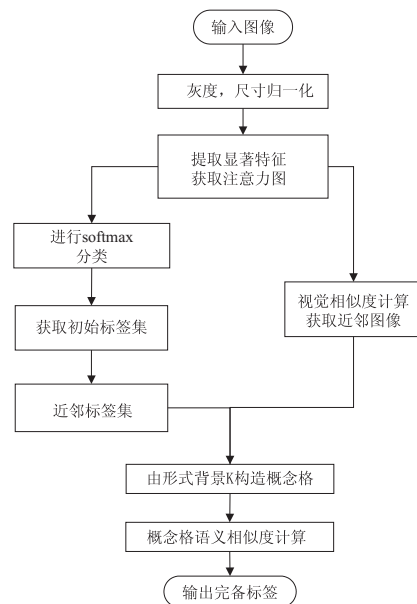 输入图像
灰度，尺寸归一化
提取显著特征
获取注意力图
进行softmax
分类
获取初始标签集
近邻标签集
视觉相似度计算
获取近邻图像
由形式背景K构造概念格
概念格语义相似度计算
输出完备标签